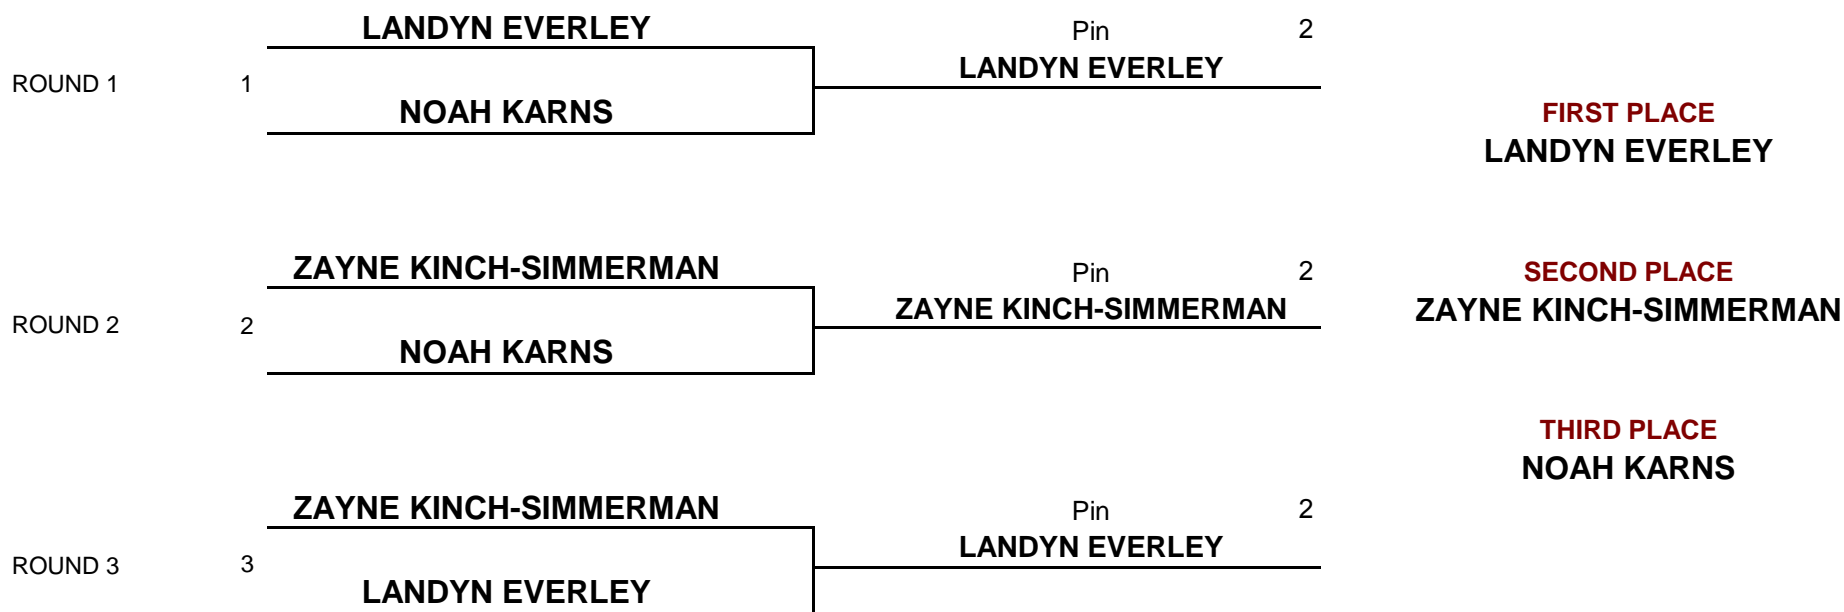 LANDYN EVERLEY
Pin 2
LANDYN EVERLEY
ROUND 1 1
NOAH KARNS
FIRST PLACE
LANDYN EVERLEY
ZAYNE KINCH-SIMMERMAN
Pin 2
SECOND PLACE
ZAYNE KINCH-SIMMERMAN
ZAYNE KINCH-SIMMERMAN
ROUND 2 2
NOAH KARNS
THIRD PLACE
NOAH KARNS
ZAYNE KINCH-SIMMERMAN
Pin 2
LANDYN EVERLEY
ROUND 3 3
LANDYN EVERLEY